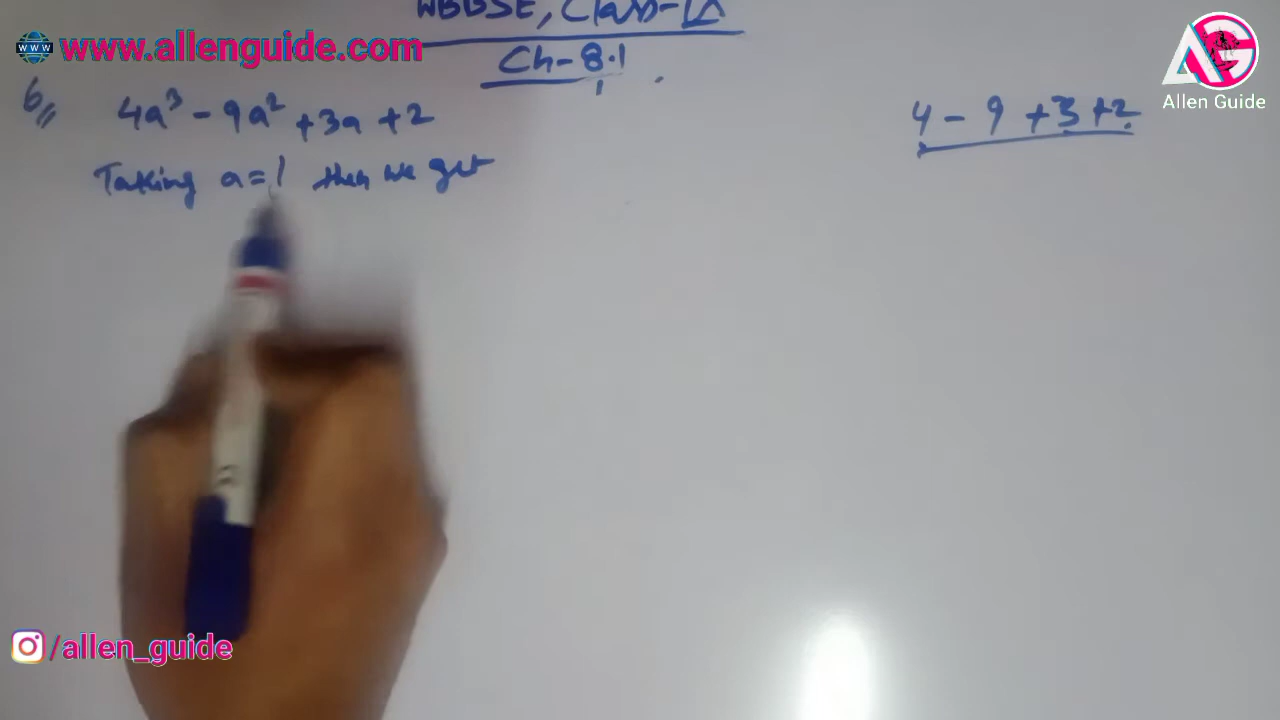 WBBSE, Class-IX
www.allenguide.com
Ch-8.1
AG
Allen Guide
6,, 4a³ - 9a² + 3a + 2
4 - 9 + 3 + 2
Taking a=1 then we get
/allen_guide